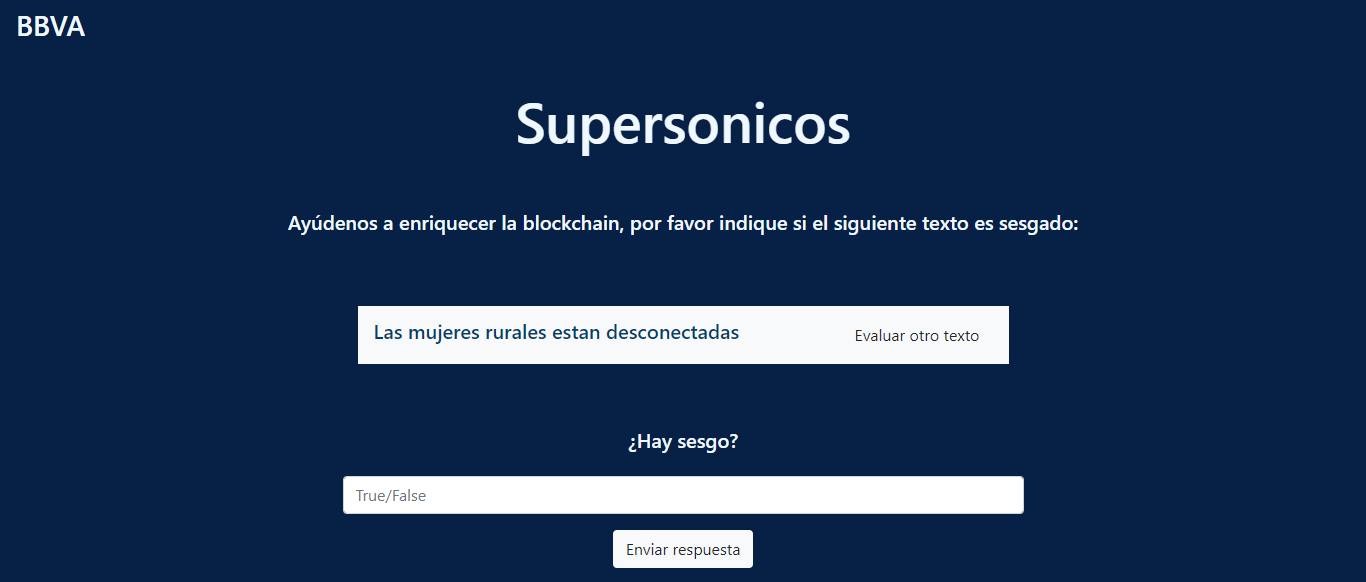 BBVA
Supersonicos
Ayúdenos a enriquecer la blockchain, por favor indique si el siguiente texto es sesgado:
Las mujeres rurales estan desconectadas
Evaluar otro texto
¿Hay sesgo?
True/False
Enviar respuesta